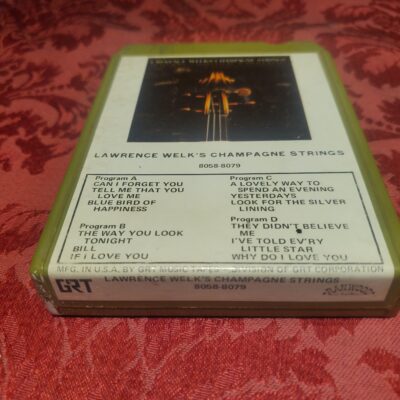 LAWRENCE WELK'S CHAMPAGNE STRINGS
LAWRENCE WELK'S CHAMPAGNE STRINGS
8058-8079
Program A
CAN I FORGET YOU
TELL ME THAT YOU
LOVE ME
BLUE BIRD OF
HAPPINESS
Program B
THE WAY YOU LOOK
TONIGHT
BILL
IF I LOVE YOU
Program C
A LOVELY WAY TO
SPEND AN EVENING
YESTERDAYS
LOOK FOR THE SILVER
LINING
Program D
THEY DIDN'T BELIEVE
ME
I'VE TOLD EV'RY
LITTLE STAR
WHY DO I LOVE YOU
MFG. IN U.S.A. BY GRT MUSIC TAPES - DIVISION OF GRT CORPORATION
GRT
LAWRENCE WELK'S CHAMPAGNE STRINGS
8058-8079
RANWOOD